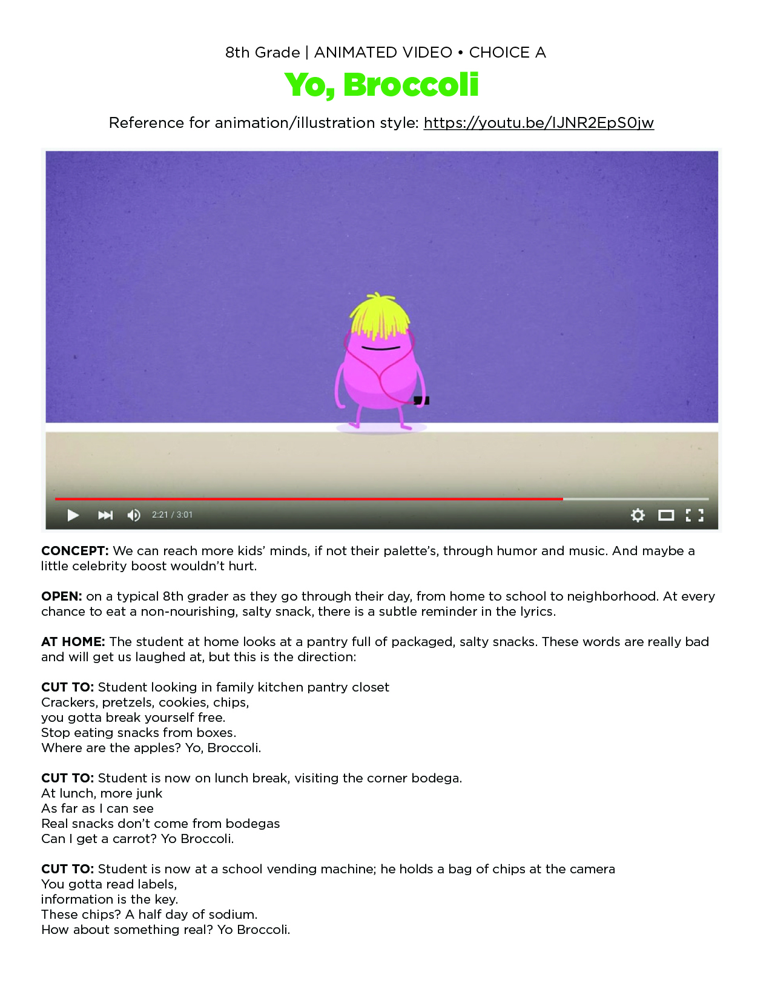 8th Grade | ANIMATED VIDEO • CHOICE A
Yo, Broccoli
Reference for animation/illustration style: https://youtu.be/IJNR2EpS0jw
2:21 / 3:01
CONCEPT: We can reach more kids’ minds, if not their palette’s, through humor and music. And maybe a
little celebrity boost wouldn’t hurt.
OPEN: on a typical 8th grader as they go through their day, from home to school to neighborhood. At every
chance to eat a non-nourishing, salty snack, there is a subtle reminder in the lyrics.
AT HOME: The student at home looks at a pantry full of packaged, salty snacks. These words are really bad
and will get us laughed at, but this is the direction:
CUT TO: Student looking in family kitchen pantry closet
Crackers, pretzels, cookies, chips,
you gotta break yourself free.
Stop eating snacks from boxes.
Where are the apples? Yo, Broccoli.
CUT TO: Student is now on lunch break, visiting the corner bodega.
At lunch, more junk
As far as I can see
Real snacks don’t come from bodegas
Can I get a carrot? Yo Broccoli.
CUT TO: Student is now at a school vending machine; he holds a bag of chips at the camera
You gotta read labels,
information is the key.
These chips? A half day of sodium.
How about something real? Yo Broccoli.